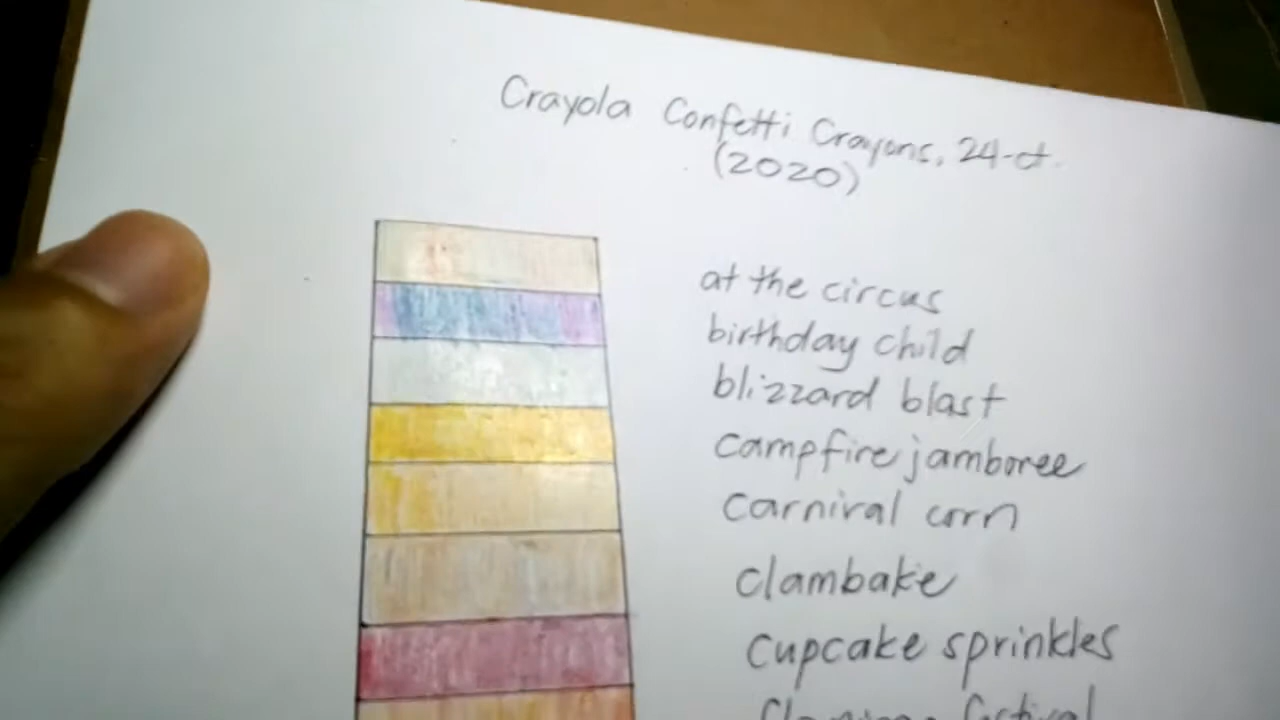 Crayola Confetti Crayons, 24-ct.
(2020)
at the circus
birthday child
blizzard blast
campfire jamboree
carnival corn
clambake
cupcake sprinkles
festival